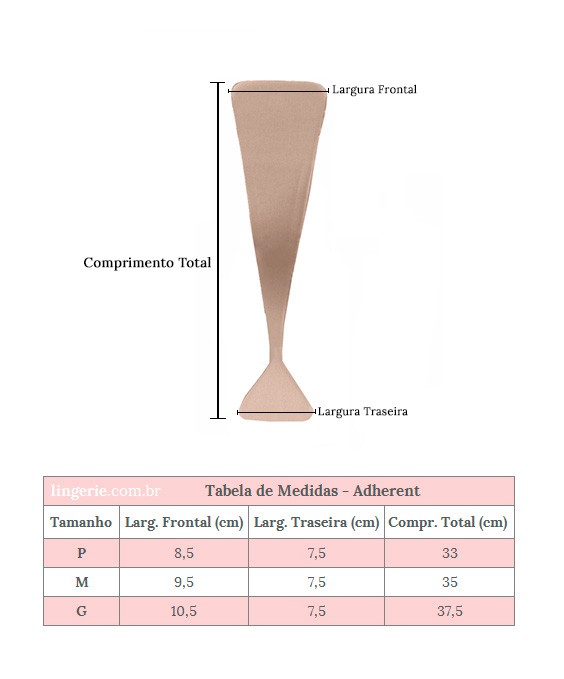 Largura Frontal
Comprimento Total
Largura Traseira
lingerie.com.br Tabela de Medidas - Adherent
Tamanho Larg. Frontal (cm) Larg. Traseira (cm) Compr. Total (cm)
P 8,5 7,5 33
M 9,5 7,5 35
G 10,5 7,5 37,5